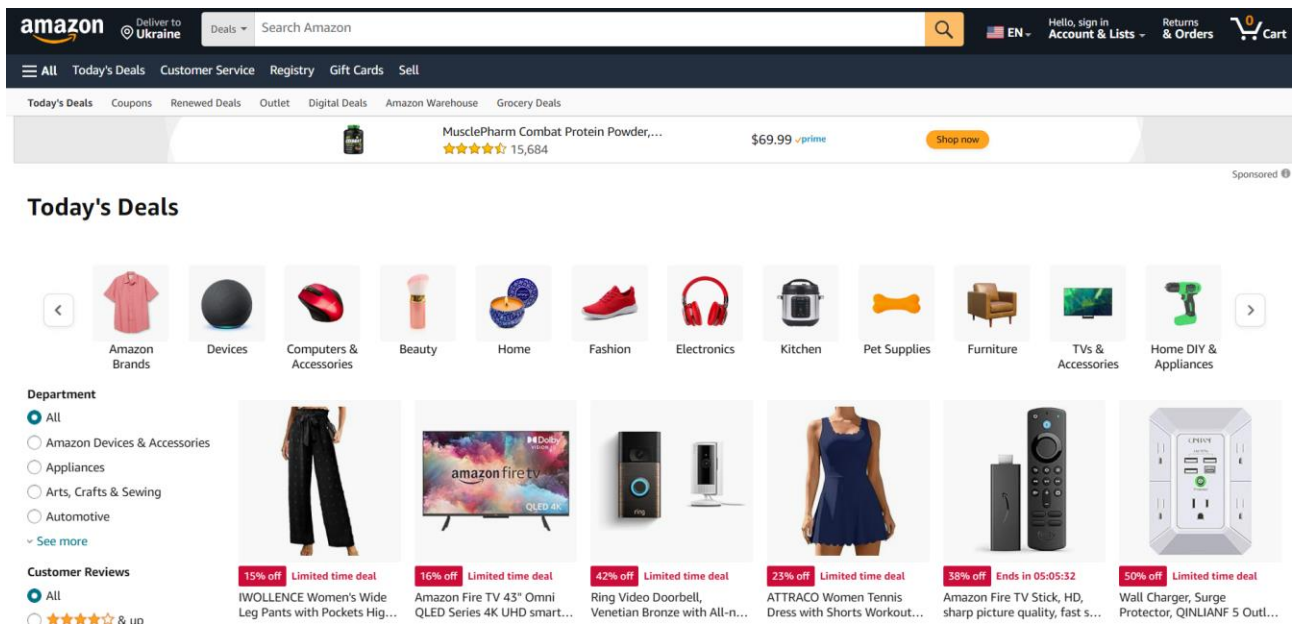 amazon
Deliver to
Ukraine
Deals
Search Amazon
EN
Hello, sign in
Account & Lists
Returns
& Orders
0
Cart
All Today's Deals Customer Service Registry Gift Cards Sell
Today's Deals Coupons Renewed Deals Outlet Digital Deals Amazon Warehouse Grocery Deals
MusclePharm Combat Protein Powder,...
15,684
$69.99 prime
Shop now
Sponsored
Today's Deals
Amazon
Brands
Devices
Computers &
Accessories
Beauty
Home
Fashion
Electronics
Kitchen
Pet Supplies
Furniture
TVs &
Accessories
Home DIY &
Appliances
Department
All
Amazon Devices & Accessories
Appliances
Arts, Crafts & Sewing
Automotive
See more
Customer Reviews
All
& up
15% off Limited time deal
IWOLLENCE Women's Wide
Leg Pants with Pockets Hig...
Dolby
VISION IQ
amazon fire tv
QLED 4K
16% off Limited time deal
Amazon Fire TV 43" Omni
QLED Series 4K UHD smart...
ring
42% off Limited time deal
Ring Video Doorbell,
Venetian Bronze with All-n...
23% off Limited time deal
ATTRACO Women Tennis
Dress with Shorts Workout...
38% off Ends in 05:05:32
Amazon Fire TV Stick, HD,
sharp picture quality, fast s...
50% off Limited time deal
Wall Charger, Surge
Protector, QINLIANF 5 Outl...